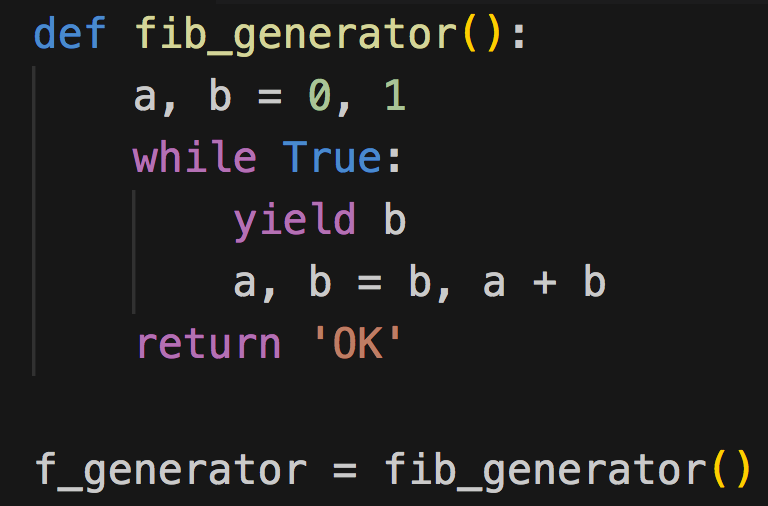 def fib_generator():
    a, b = 0, 1
    while True:
        yield b
        a, b = b, a + b
    return 'OK'
f_generator = fib_generator()